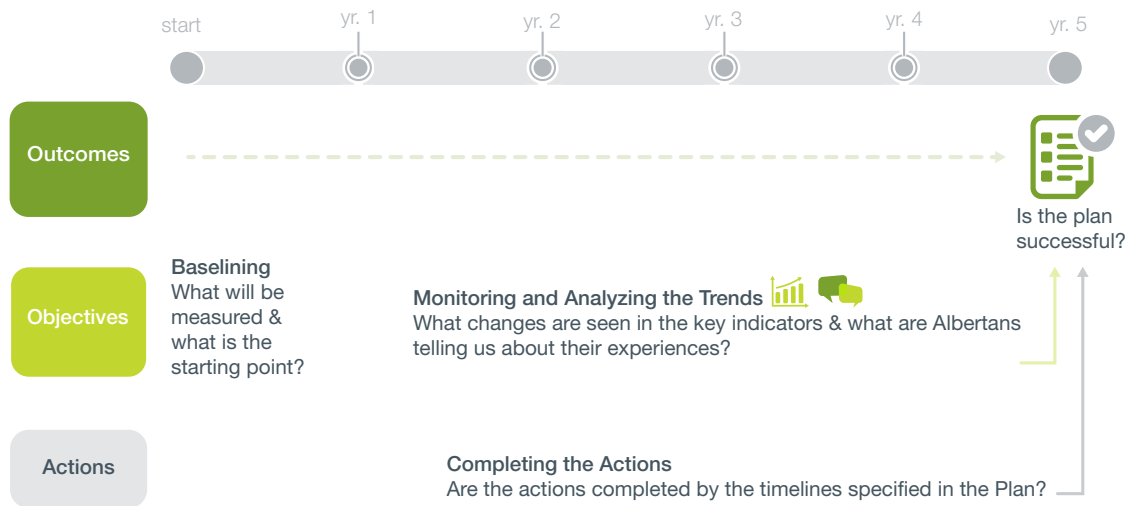 start
yr. 1
yr. 2
yr. 3
yr. 4
yr. 5
Outcomes
Is the plan
successful?
Objectives
Baselining
What will be
measured &
what is the
starting point?
Monitoring and Analyzing the Trends
What changes are seen in the key indicators & what are Albertans
telling us about their experiences?
Actions
Completing the Actions
Are the actions completed by the timelines specified in the Plan?